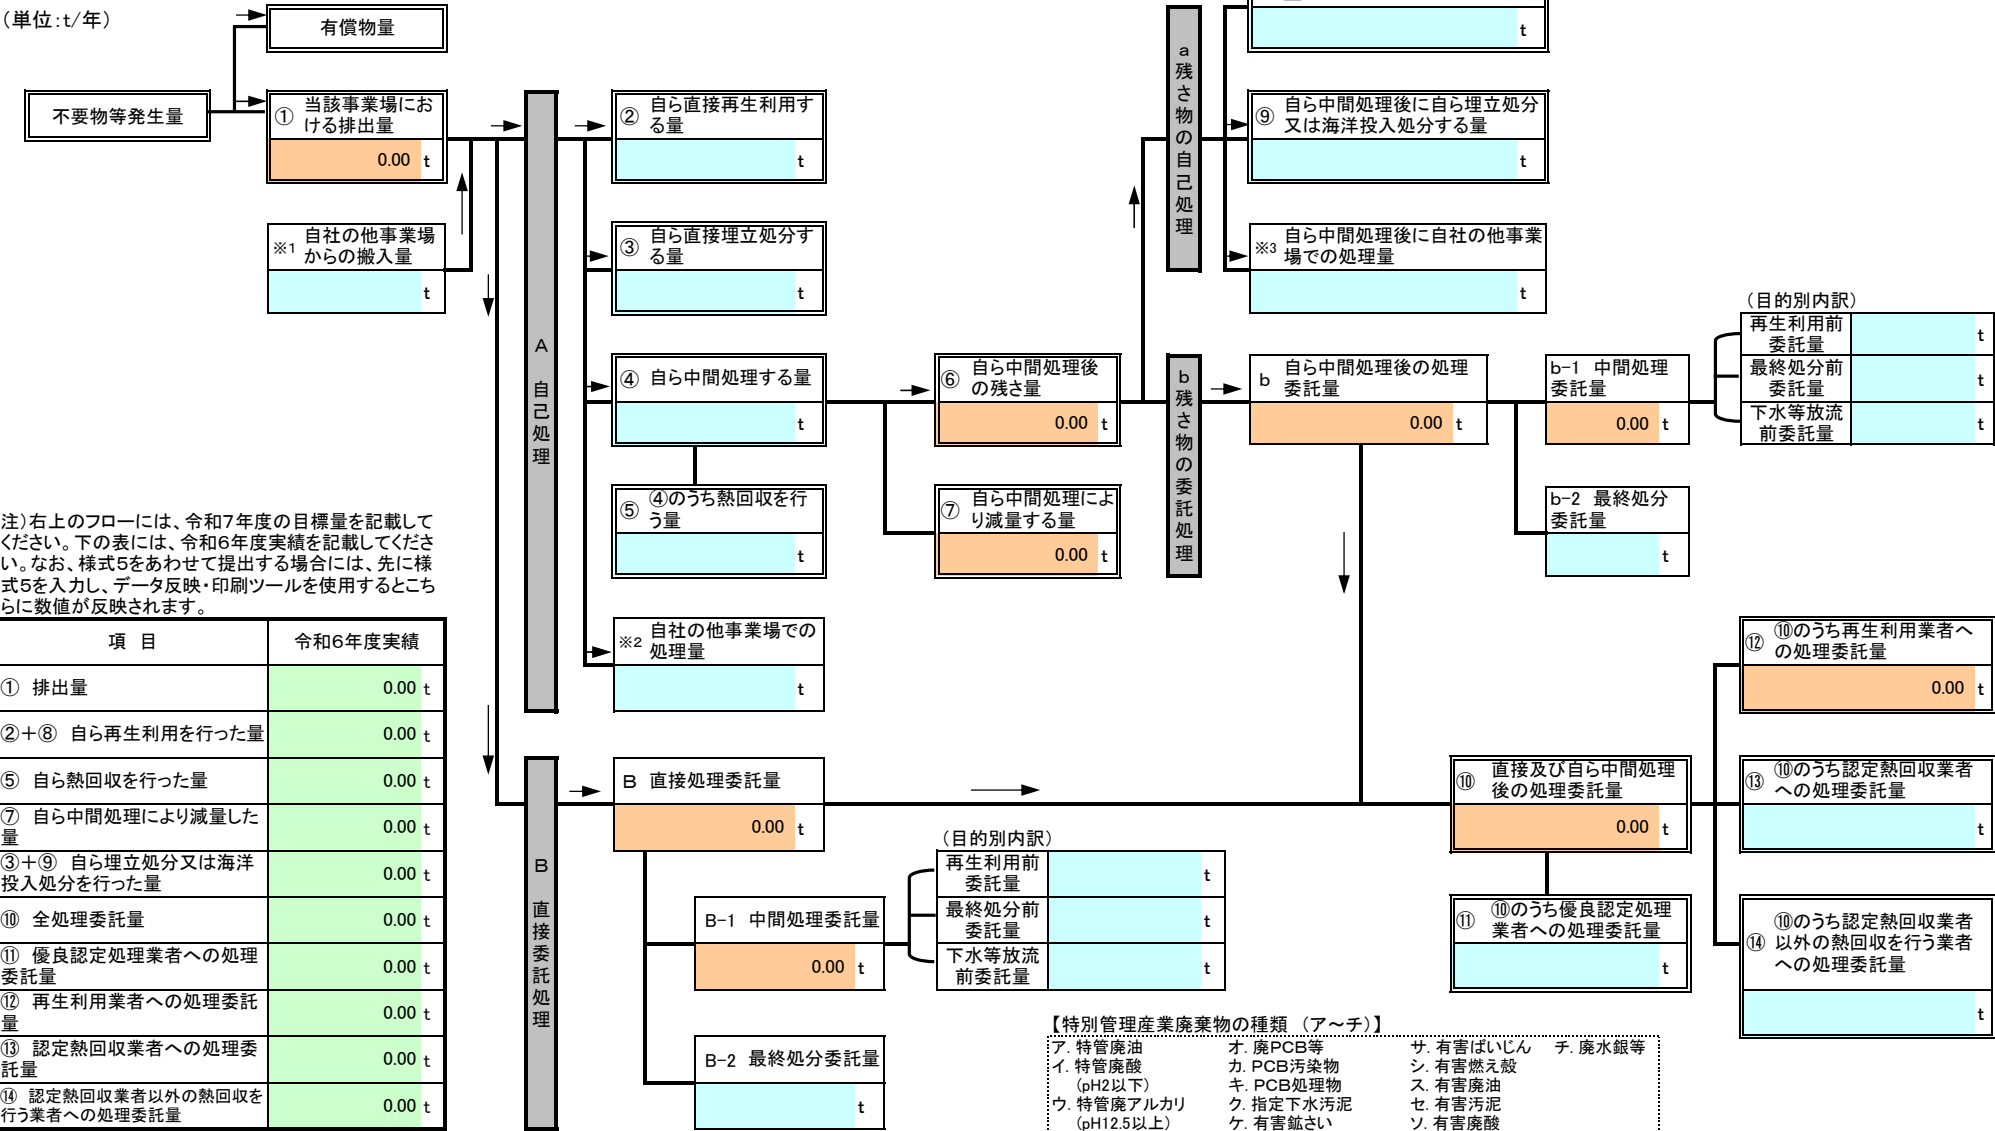 （単位：ｔ/年）
有償物量
不要物等発生量
①
当該事業場にお
ける排出量
0.00 t
※1
自社の他事業場
からの搬入量
t
A 自己処理
②
自ら直接再生利用す
る量
t
③
自ら直接埋立処分す
る量
t
④ 自ら中間処理する量
t
⑤
④のうち熱回収を行
う量
t
※2
自社の他事業場での
処理量
t
⑥
自ら中間処理後
の残さ量
0.00 t
⑦
自ら中間処理によ
り減量する量
0.00 t
a残さ物の自己処理
t
⑨
自ら中間処理後に自ら埋立処分
又は海洋投入処分する量
t
※3
自ら中間処理後に自社の他事業
場での処理量
t
b残さ物の委託処理
b
自ら中間処理後の処理
委託量
0.00 t
b-1 中間処理
委託量
0.00 t
b-2 最終処分
委託量
t
（目的別内訳）
再生利用前
委託量
t
最終処分前
委託量
t
下水等放流
前委託量
t
注）右上のフローには、令和７年度の目標量を記載して
ください。下の表には、令和６年度実績を記載してくださ
い。なお、様式５をあわせて提出する場合には、先に様
式５を入力し、データ反映・印刷ツールを使用するとこち
らに数値が反映されます。
項 目 令和６年度実績
① 排出量 0.00 t
②＋⑧ 自ら再生利用を行った量 0.00 t
⑤ 自ら熱回収を行った量 0.00 t
⑦ 自ら中間処理により減量した
量 0.00 t
③＋⑨ 自ら埋立処分又は海洋
投入処分を行った量 0.00 t
⑩ 全処理委託量 0.00 t
⑪ 優良認定処理業者への処理
委託量 0.00 t
⑫ 再生利用業者への処理委託
量 0.00 t
⑬ 認定熱回収業者への処理委
託量 0.00 t
⑭ 認定熱回収業者以外の熱回収を
行う業者への処理委託量 0.00 t
B 直接委託処理
B 直接処理委託量
0.00 t
B-1 中間処理委託量
0.00 t
B-2 最終処分委託量
t
（目的別内訳）
再生利用前
委託量
t
最終処分前
委託量
t
下水等放流
前委託量
t
⑩
直接及び自ら中間処理
後の処理委託量
0.00 t
⑪
⑩のうち優良認定処理
業者への処理委託量
t
⑫
⑩のうち再生利用業者へ
の処理委託量
0.00 t
⑬
⑩のうち認定熱回収業者
への処理委託量
t
⑭
⑩のうち認定熱回収業者
以外の熱回収を行う業者
への処理委託量
t
【特別管理産業廃棄物の種類 （ア～チ）】
ア．特管廃油 オ．廃PCB等 サ．有害ばいじん チ．廃水銀等
イ．特管廃酸 カ．PCB汚染物 シ．有害燃え殻
（pH2以下） キ．PCB処理物 ス．有害廃油
ウ．特管廃アルカリ ク．指定下水汚泥 セ．有害汚泥
（pH12.5以上） ケ．有害鉱さい ソ．有害廃酸